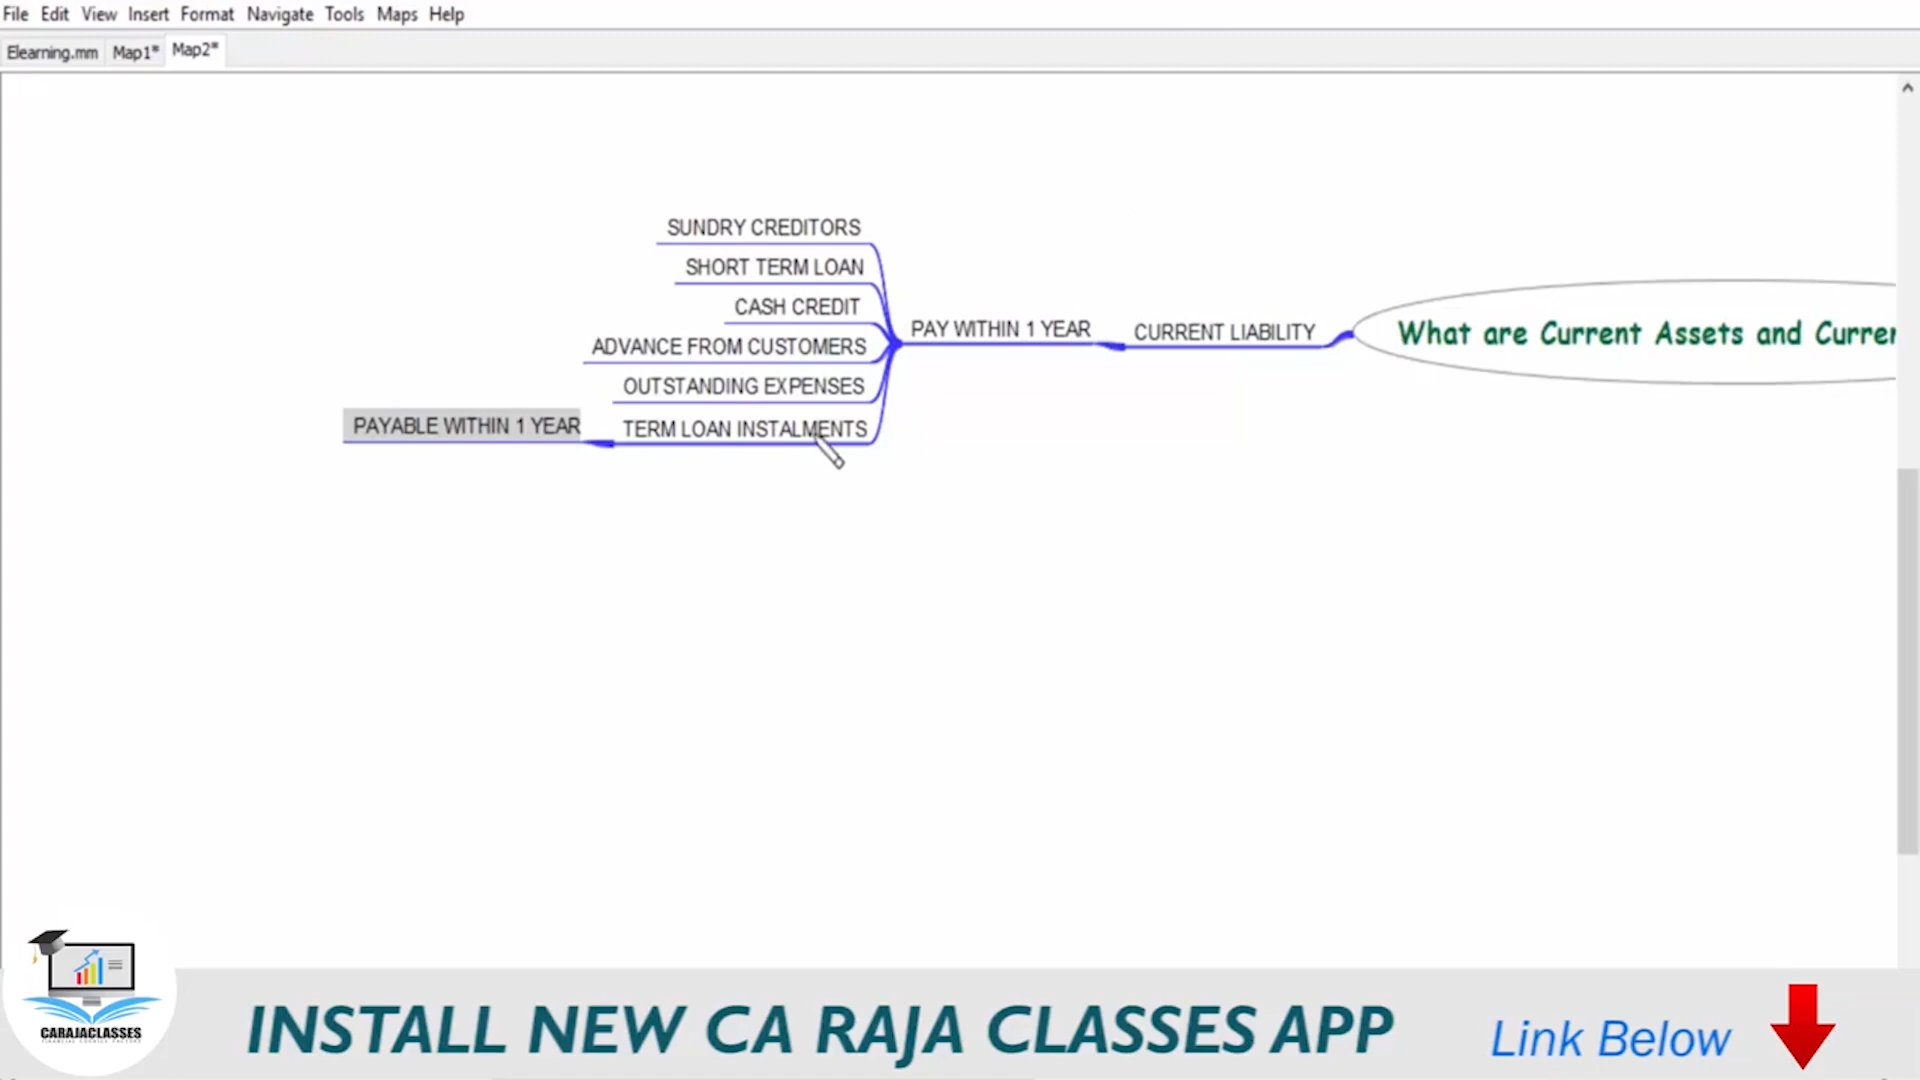 File Edit View Insert Format Navigate Tools Maps Help
Elearning.mm Map1* Map2*
SUNDRY CREDITORS
SHORT TERM LOAN
CASH CREDIT
ADVANCE FROM CUSTOMERS
OUTSTANDING EXPENSES
TERM LOAN INSTALMENTS
PAYABLE WITHIN 1 YEAR
PAY WITHIN 1 YEAR
CURRENT LIABILITY
What are Current Assets and Curren
CARAJACLASSES
INSTALL NEW CA RAJA CLASSES APP
Link Below